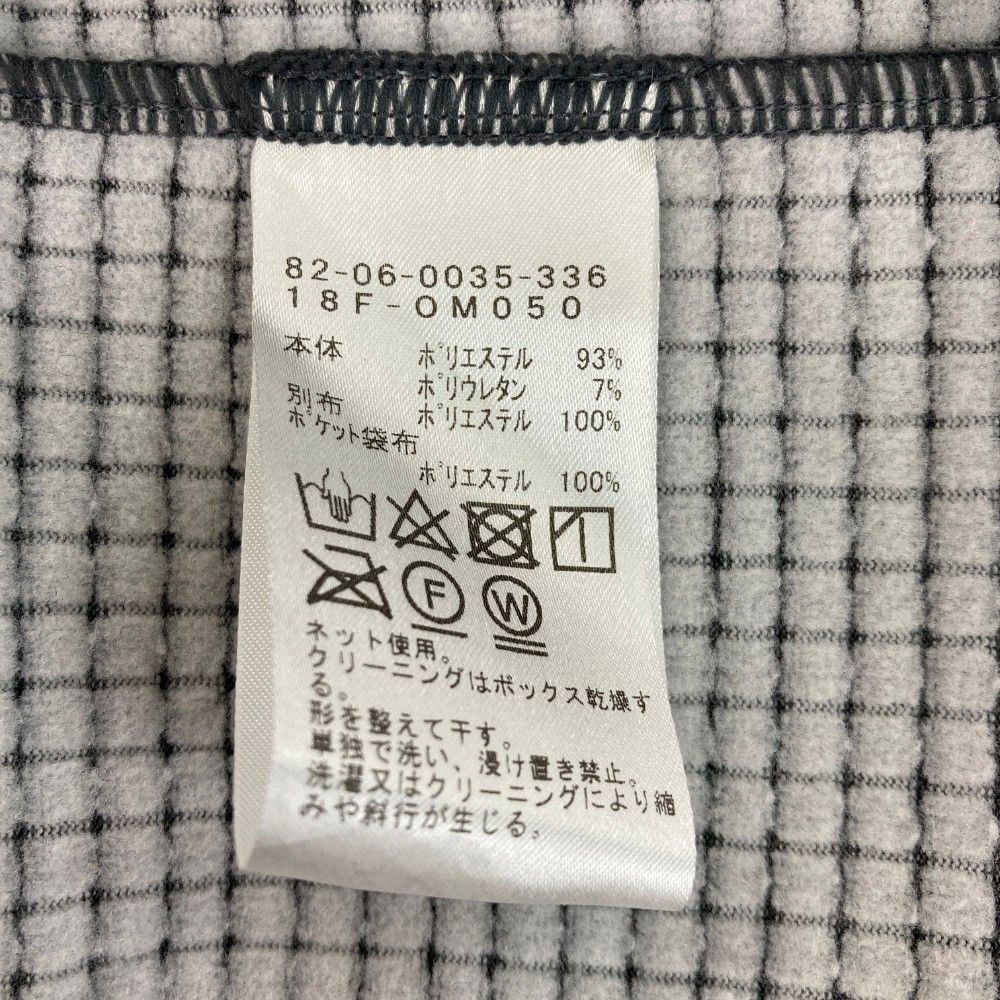 82-06-0035-336
18F-OM050
本体 ポリエステル 93%
ポリウレタン 7%
別布 ポリエステル 100%
ポケット袋布
ポリエステル 100%
F W
ネット使用。
クリーニングはボックス乾燥す
る。
形を整えて干す。
単独で洗い、浸け置き禁止。
洗濯又はクリーニングにより縮
みや斜行が生じる。